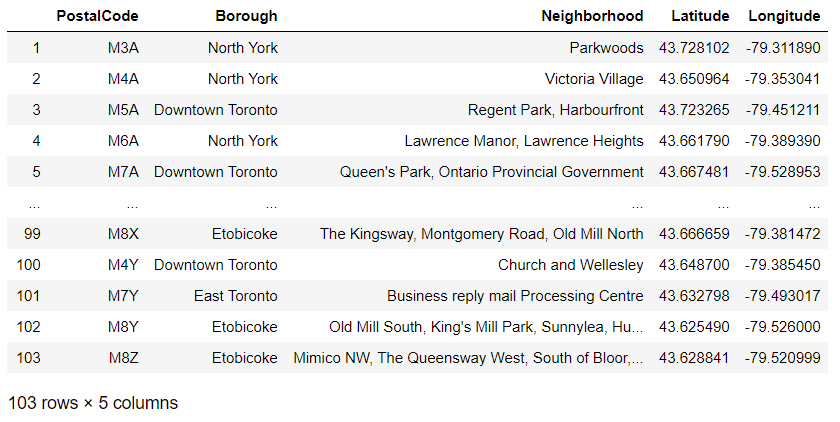 PostalCode Borough Neighborhood Latitude Longitude
1 M3A North York Parkwoods 43.728102 -79.311890
2 M4A North York Victoria Village 43.650964 -79.353041
3 M5A Downtown Toronto Regent Park, Harbourfront 43.723265 -79.451211
4 M6A North York Lawrence Manor, Lawrence Heights 43.661790 -79.389390
5 M7A Downtown Toronto Queen's Park, Ontario Provincial Government 43.667481 -79.528953
... ... ... ... ... ...
99 M8X Etobicoke The Kingsway, Montgomery Road, Old Mill North 43.666659 -79.381472
100 M4Y Downtown Toronto Church and Wellesley 43.648700 -79.385450
101 M7Y East Toronto Business reply mail Processing Centre 43.632798 -79.493017
102 M8Y Etobicoke Old Mill South, King's Mill Park, Sunnylea, Hu... 43.625490 -79.526000
103 M8Z Etobicoke Mimico NW, The Queensway West, South of Bloor,... 43.628841 -79.520999
103 rows × 5 columns